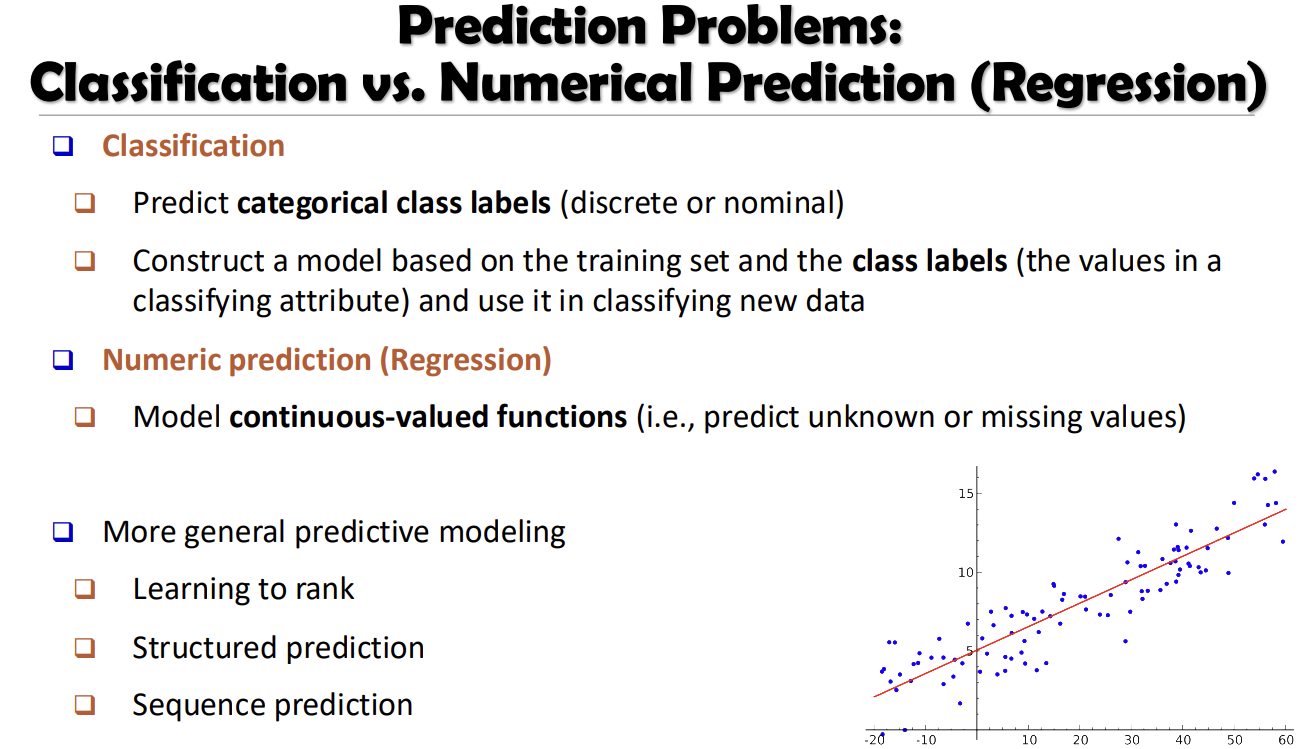 Prediction Problems:
Classification vs. Numerical Prediction (Regression)
Classification
Predict categorical class labels (discrete or nominal)
Construct a model based on the training set and the class labels (the values in a
classifying attribute) and use it in classifying new data
Numeric prediction (Regression)
Model continuous-valued functions (i.e., predict unknown or missing values)
More general predictive modeling
Learning to rank
Structured prediction
Sequence prediction
15
10
5
-20 -10 10 20 30 40 50 60